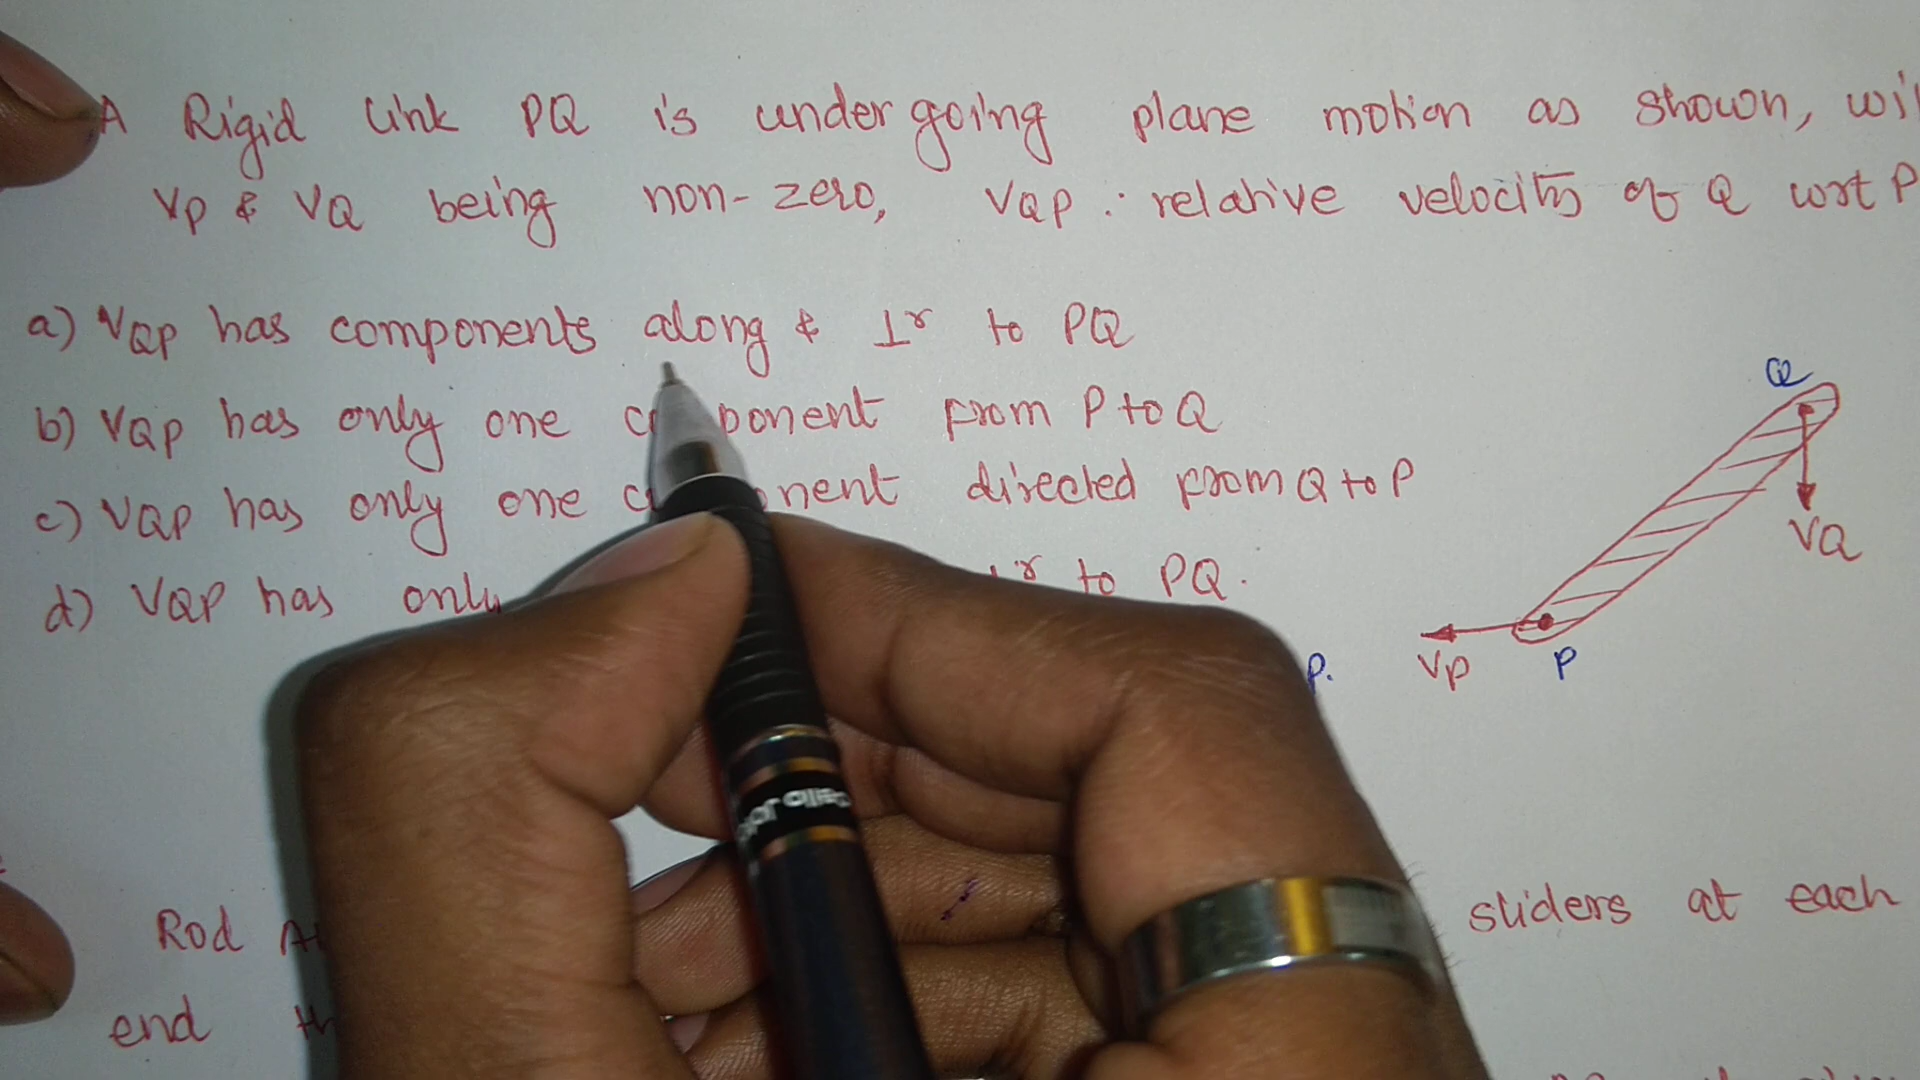 A Rigid link PQ is undergoing plane motion as shown, wi
VP & VQ being non-zero, VQP : relative velocity of Q wrt P
a) VQP has components along & ⊥r to PQ
b) VQP has only one ponent from P to Q
c) VQP has only one nent directed from Q to P
d) VQP has only to PQ.
Q
VQ
VP
P
P.
Rod sliders at each
end